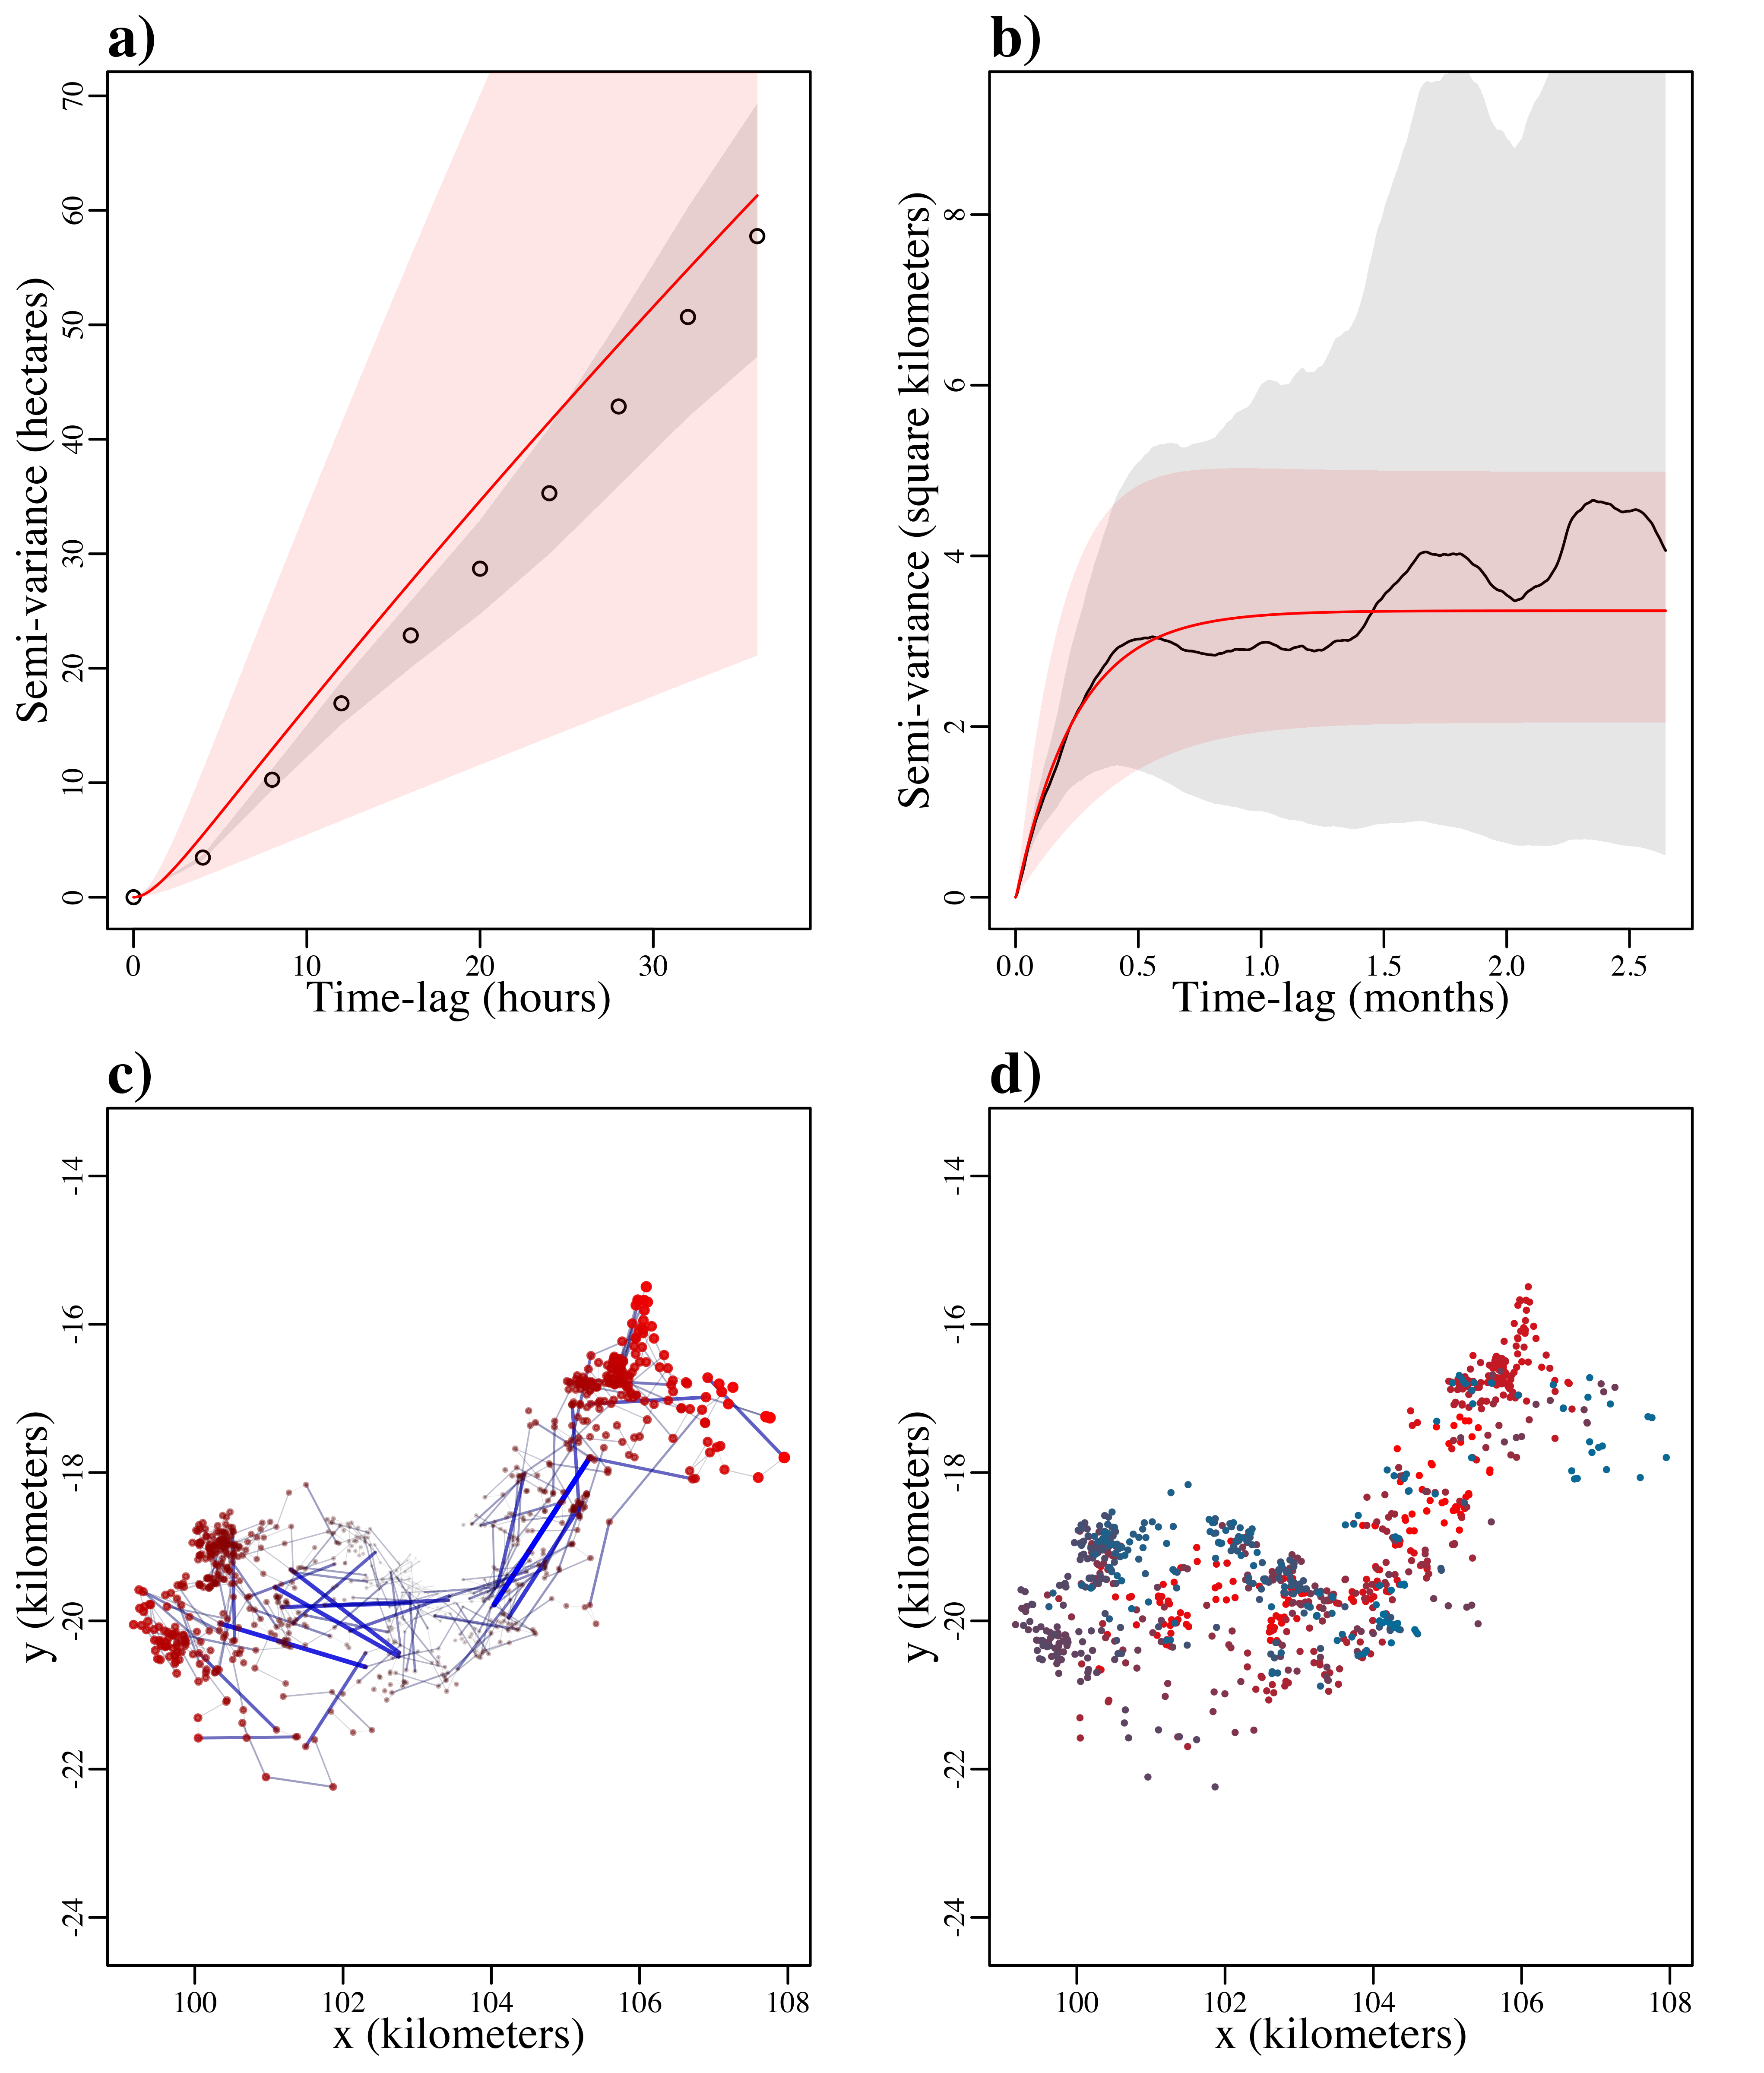 a)
Semi-variance (hectares)
70
60
50
40
30
20
10
0
0 10 20 30
Time-lag (hours)
b)
Semi-variance (square kilometers)
8
6
4
2
0
0.0 0.5 1.0 1.5 2.0 2.5
Time-lag (months)
c)
y (kilometers)
-14
-16
-18
-20
-22
-24
100 102 104 106 108
x (kilometers)
d)
y (kilometers)
-14
-16
-18
-20
-22
-24
100 102 104 106 108
x (kilometers)